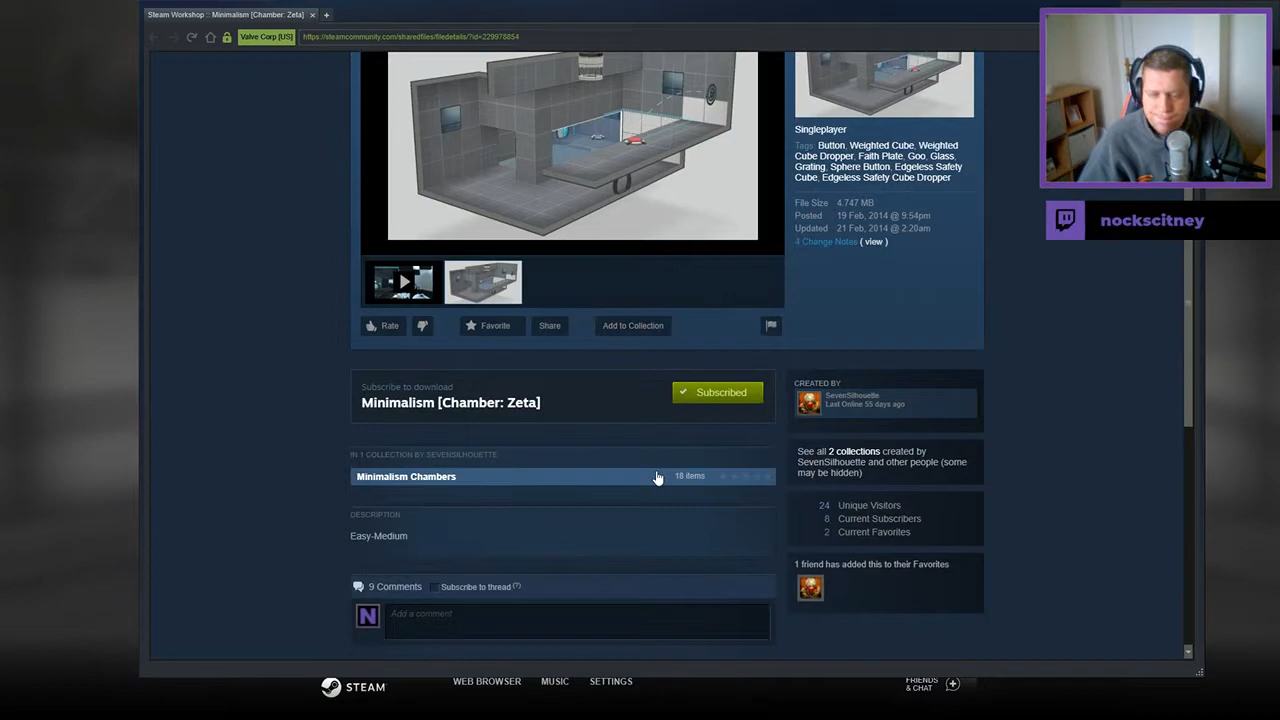 Steam Workshop :: Minimalism [Chamber: Zeta]
Valve Corp [US]
https://steamcommunity.com/sharedfiles/filedetails/?id=229978854
nockscitney
Singleplayer
Tags: Button, Weighted Cube, Weighted
Cube Dropper, Faith Plate, Goo, Glass,
Grating, Sphere Button, Edgeless Safety
Cube, Edgeless Safety Cube Dropper
File Size 4.747 MB
Posted 19 Feb, 2014 @ 9:54pm
Updated 21 Feb, 2014 @ 2:20am
4 Change Notes ( view )
Rate
Favorite
Share
Add to Collection
Subscribe to download
Minimalism [Chamber: Zeta]
Subscribed
CREATED BY
SevenSilhouette
Last Online 55 days ago
IN 1 COLLECTION BY SEVENSILHOUETTE
Minimalism Chambers
18 items
See all 2 collections created by
SevenSilhouette and other people (some
may be hidden)
24 Unique Visitors
8 Current Subscribers
2 Current Favorites
DESCRIPTION
Easy-Medium
1 friend has added this to their Favorites
9 Comments
Subscribe to thread (?)
N
Add a comment
STEAM
WEB BROWSER
MUSIC
SETTINGS
FRIENDS
& CHAT